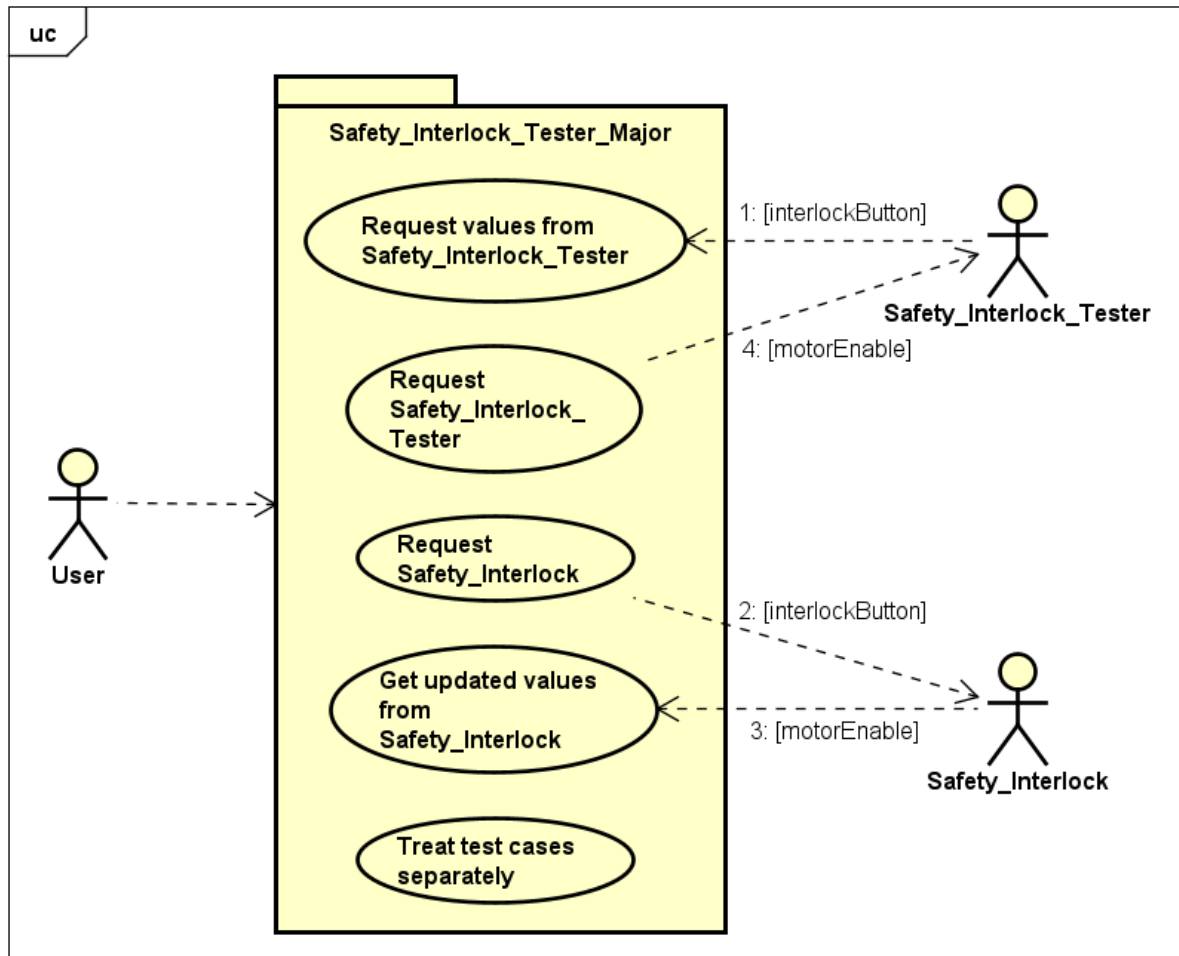 uc
Safety_Interlock_Tester_Major
Request values from
Safety_Interlock_Tester
1: [interlockButton]
Safety_Interlock_Tester
4: [motorEnable]
Request
Safety_Interlock_
Tester
User
Request
Safety_Interlock
2: [interlockButton]
Get updated values
from
Safety_Interlock
3: [motorEnable]
Safety_Interlock
Treat test cases
separately